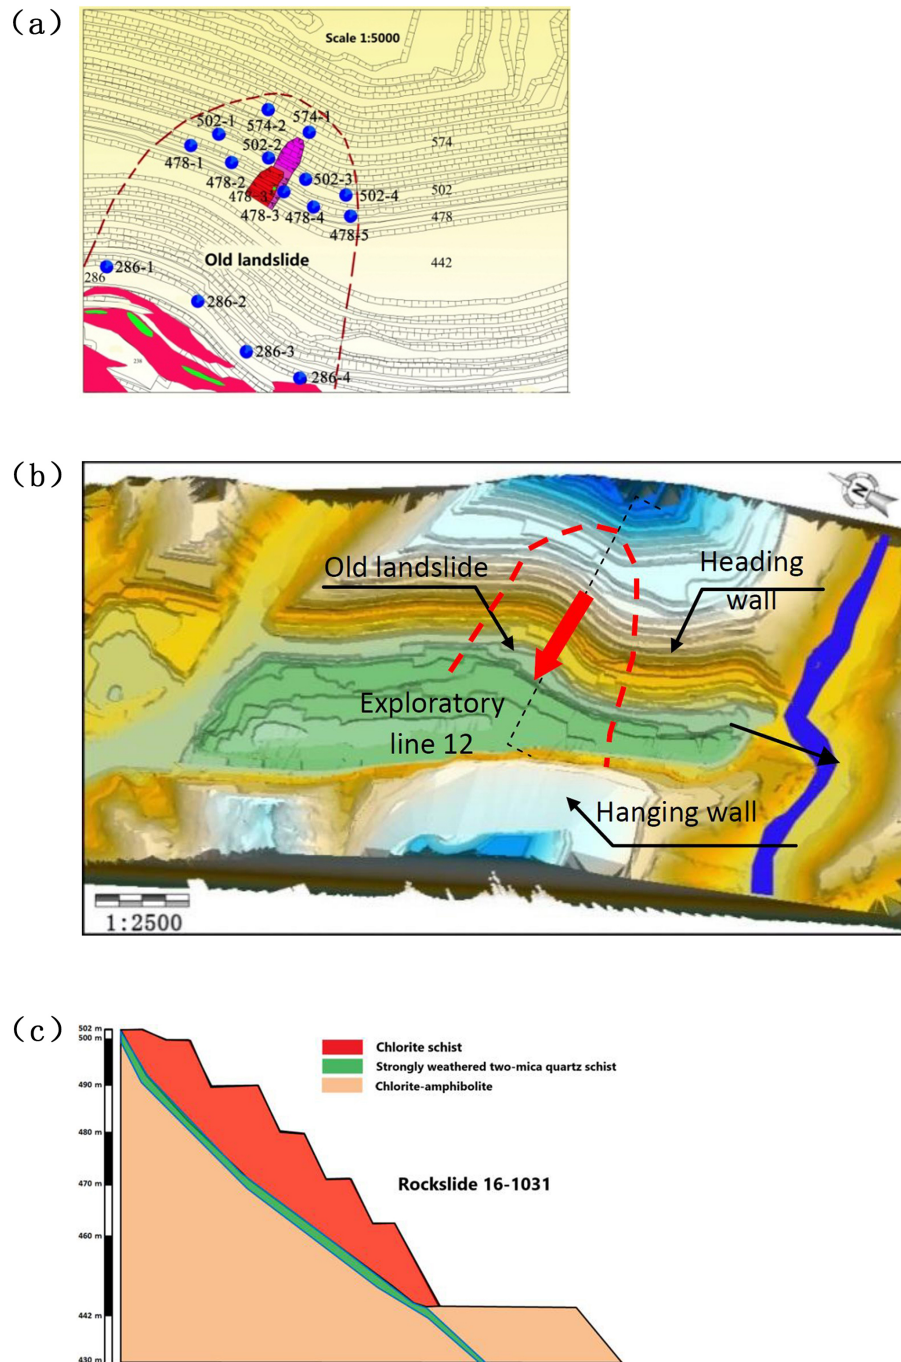 (a)
Scale 1:5000
574-1
502-1
574-2
574
502-2
478-1
502-3
478-2
502-4
502
478-3
478-3
478-4
478
478-5
Old landslide
442
286-1
286
286-2
286-3
286-4
(b)
N
Old landslide
Heading
wall
Exploratory
line 12
Hanging wall
1:2500
(c)
502 m
500 m
Chlorite schist
Strongly weathered two-mica quartz schist
490 m
Chlorite-amphibolite
480 m
470 m
Rockslide 16-1031
460 m
442 m
430 m